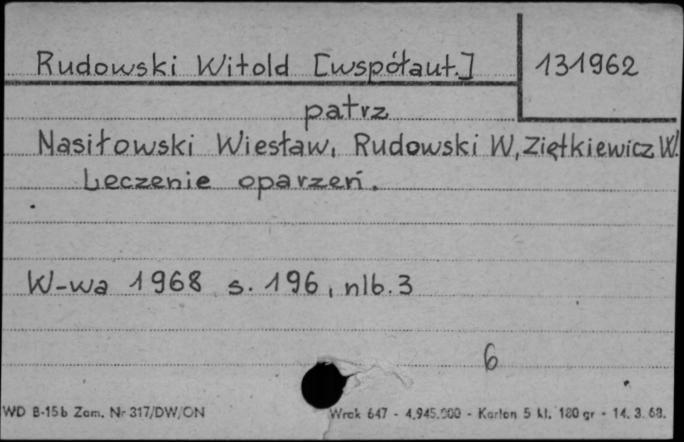 Rudowski Witold [współaut.] 131962
patrz
Nasiłowski Wiesław, Rudowski W, Ziętkiewicz W.
Leczenie oparzeń.
W-wa 1968 s. 196, nlb. 3
6
WD B-15b Zam. Nr 317/DW/ON Wrok 647 - 4.945.000 - Karton 5 kl. 180 gr - 14. 3. 68.